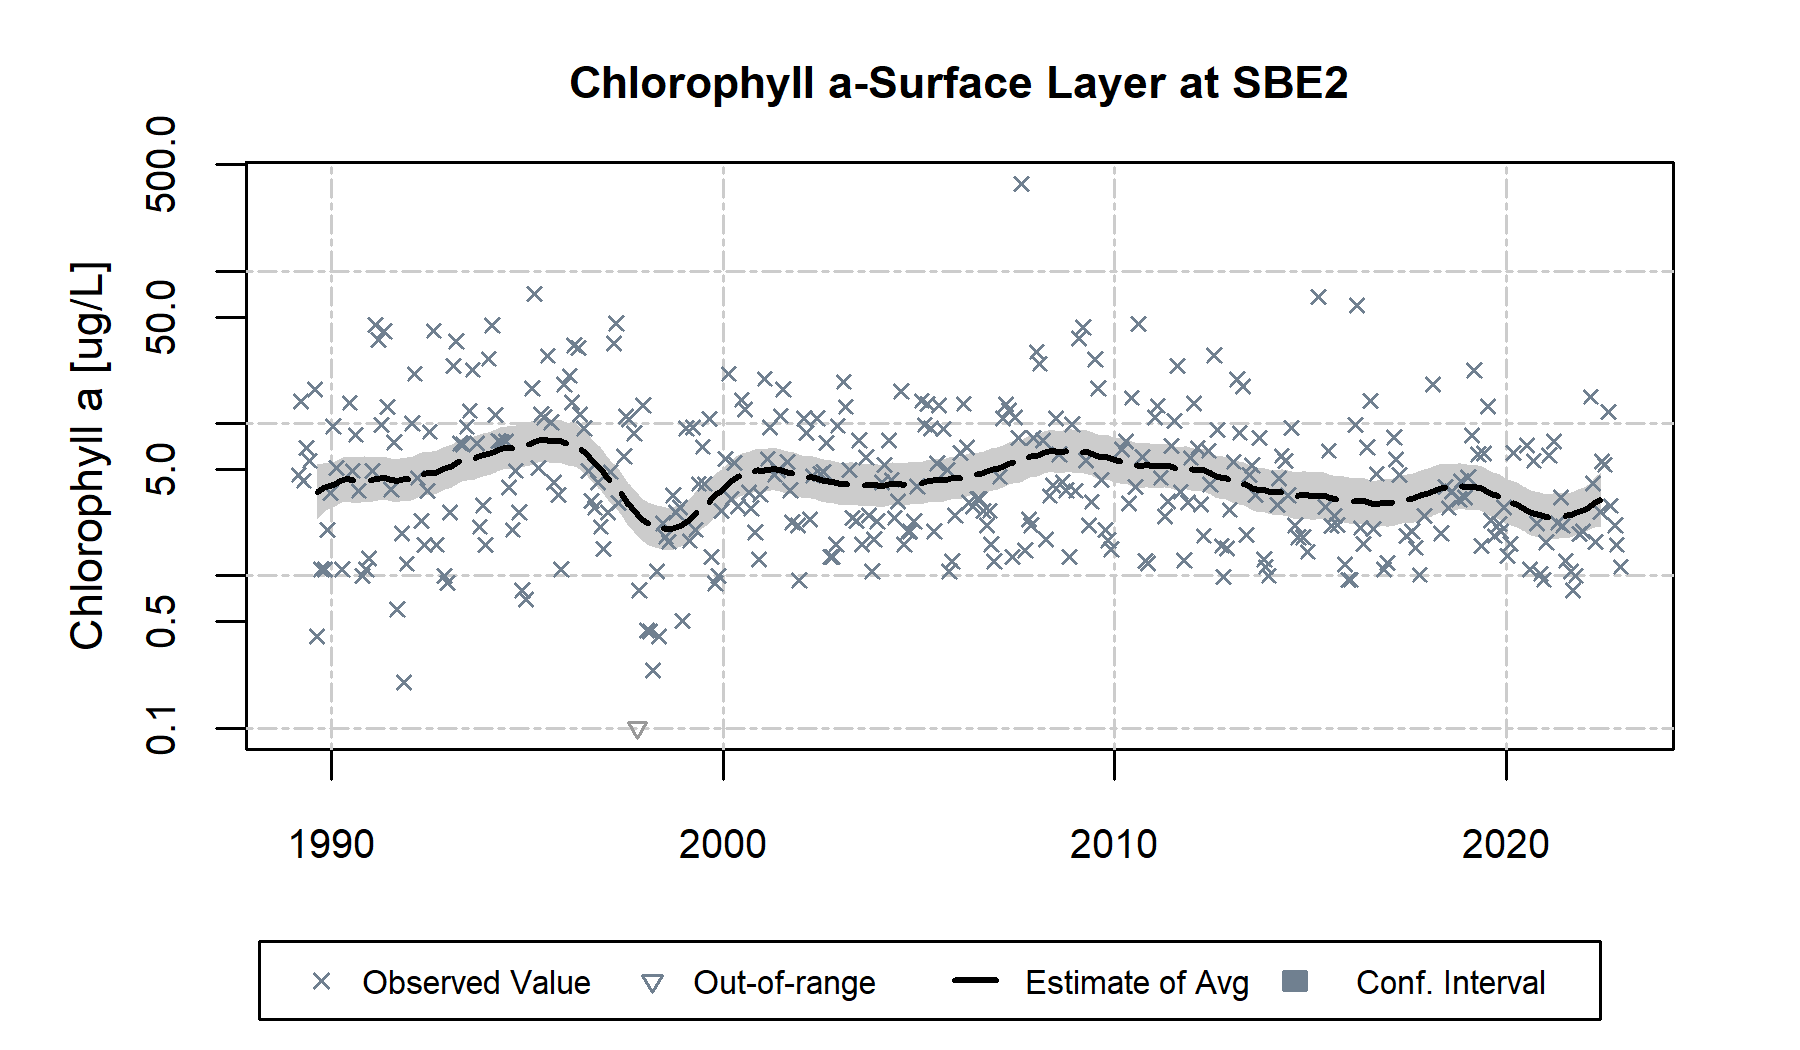 Chlorophyll a-Surface Layer at SBE2
Chlorophyll a [ug/L]
500.0
50.0
5.0
0.5
0.1
1990 2000 2010 2020
Observed Value Out-of-range Estimate of Avg Conf. Interval